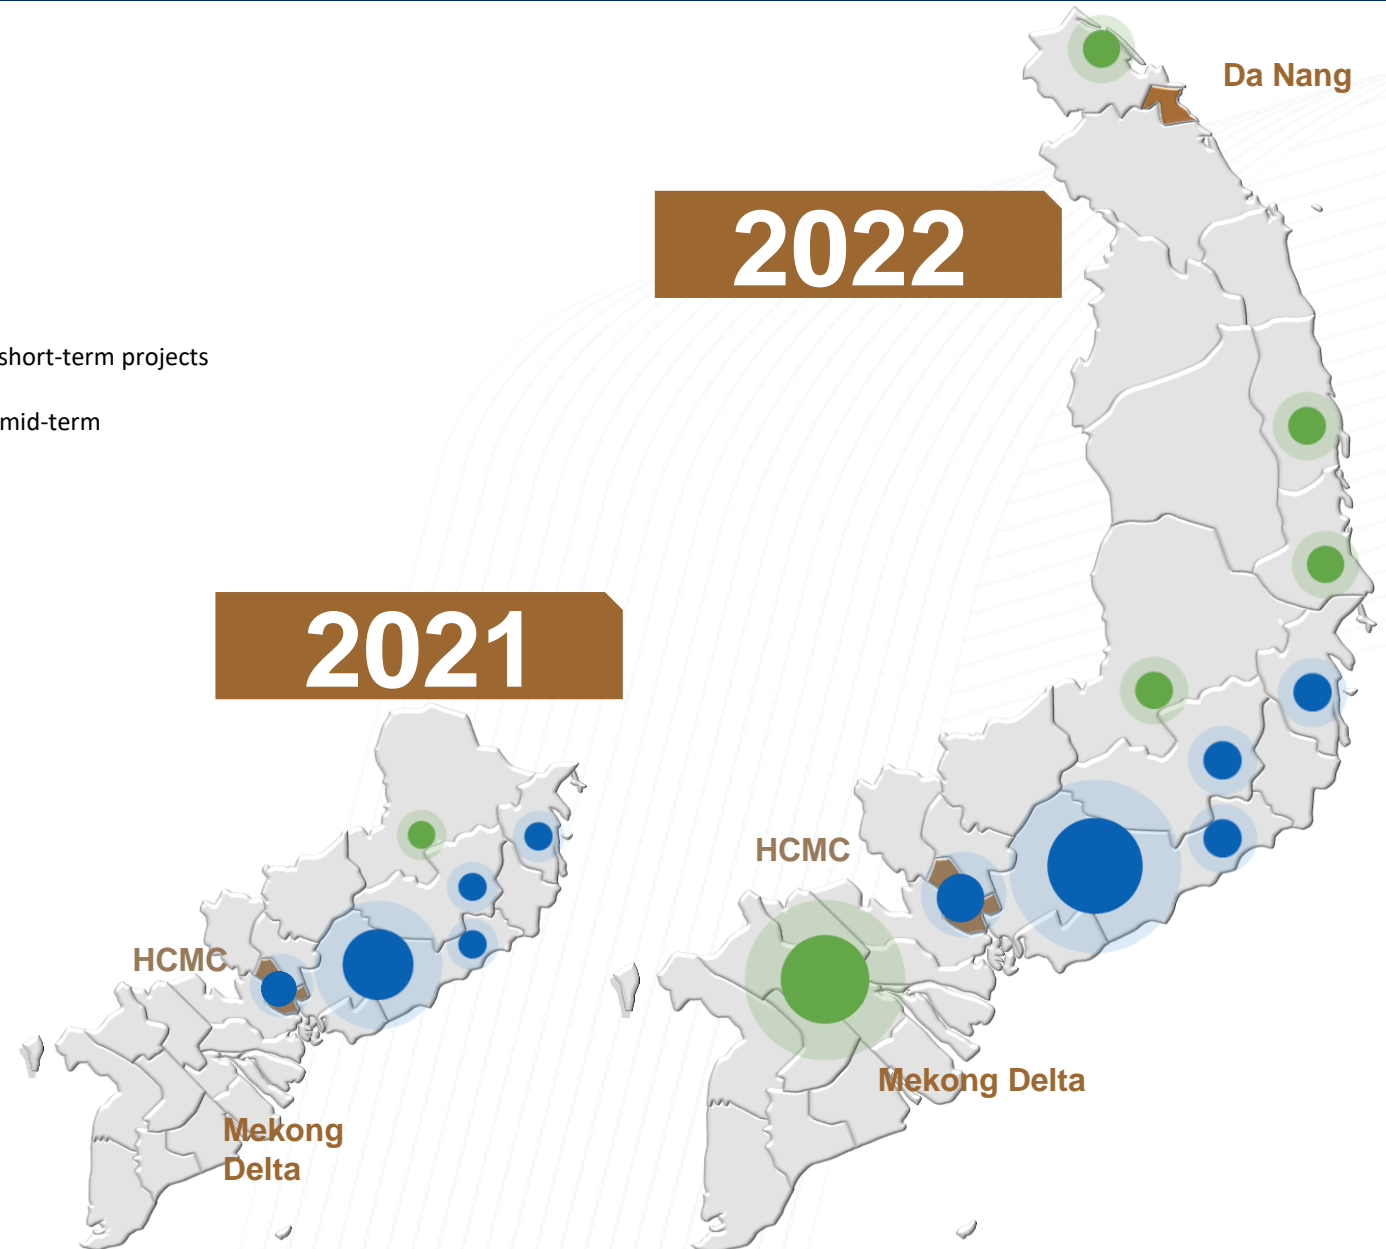 Da Nang
2022
short-term projects
mid-term
2021
HCMC
HCMC
Mekong Delta
Mekong
Delta